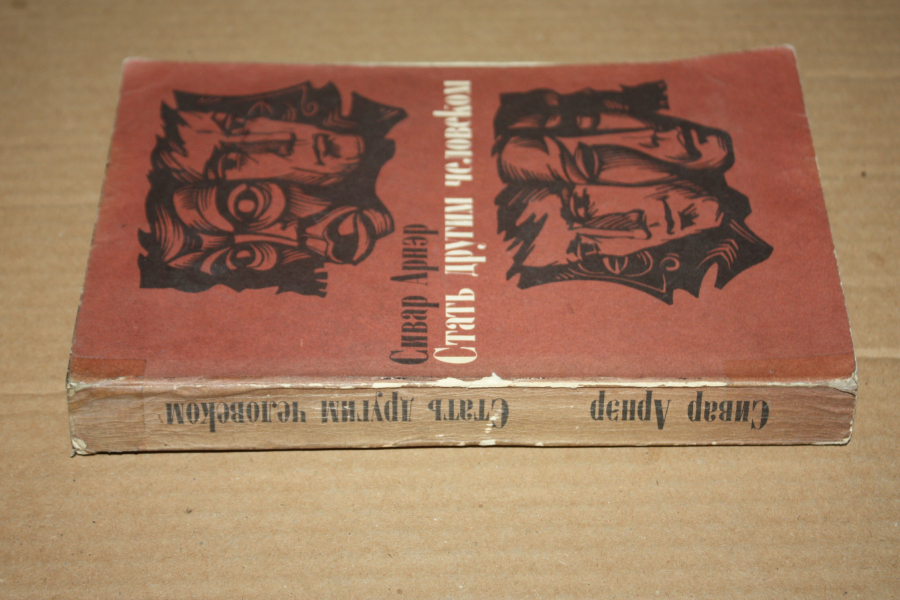 Сивар Арнэр
Стать другим человеком
Сивар Арнэр Стать другим человеком